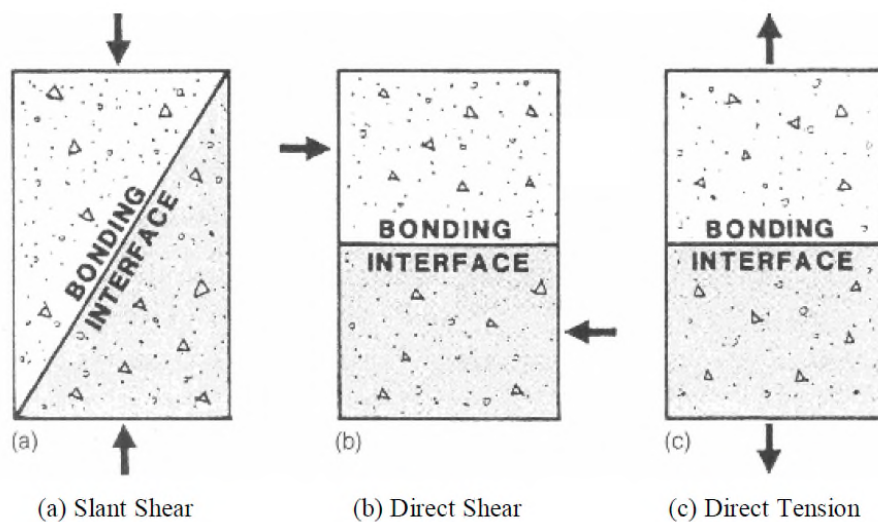 BONDING
INTERFACE
(a)
BONDING
INTERFACE
(b)
BONDING
INTERFACE
(c)
(a) Slant Shear
(b) Direct Shear
(c) Direct Tension